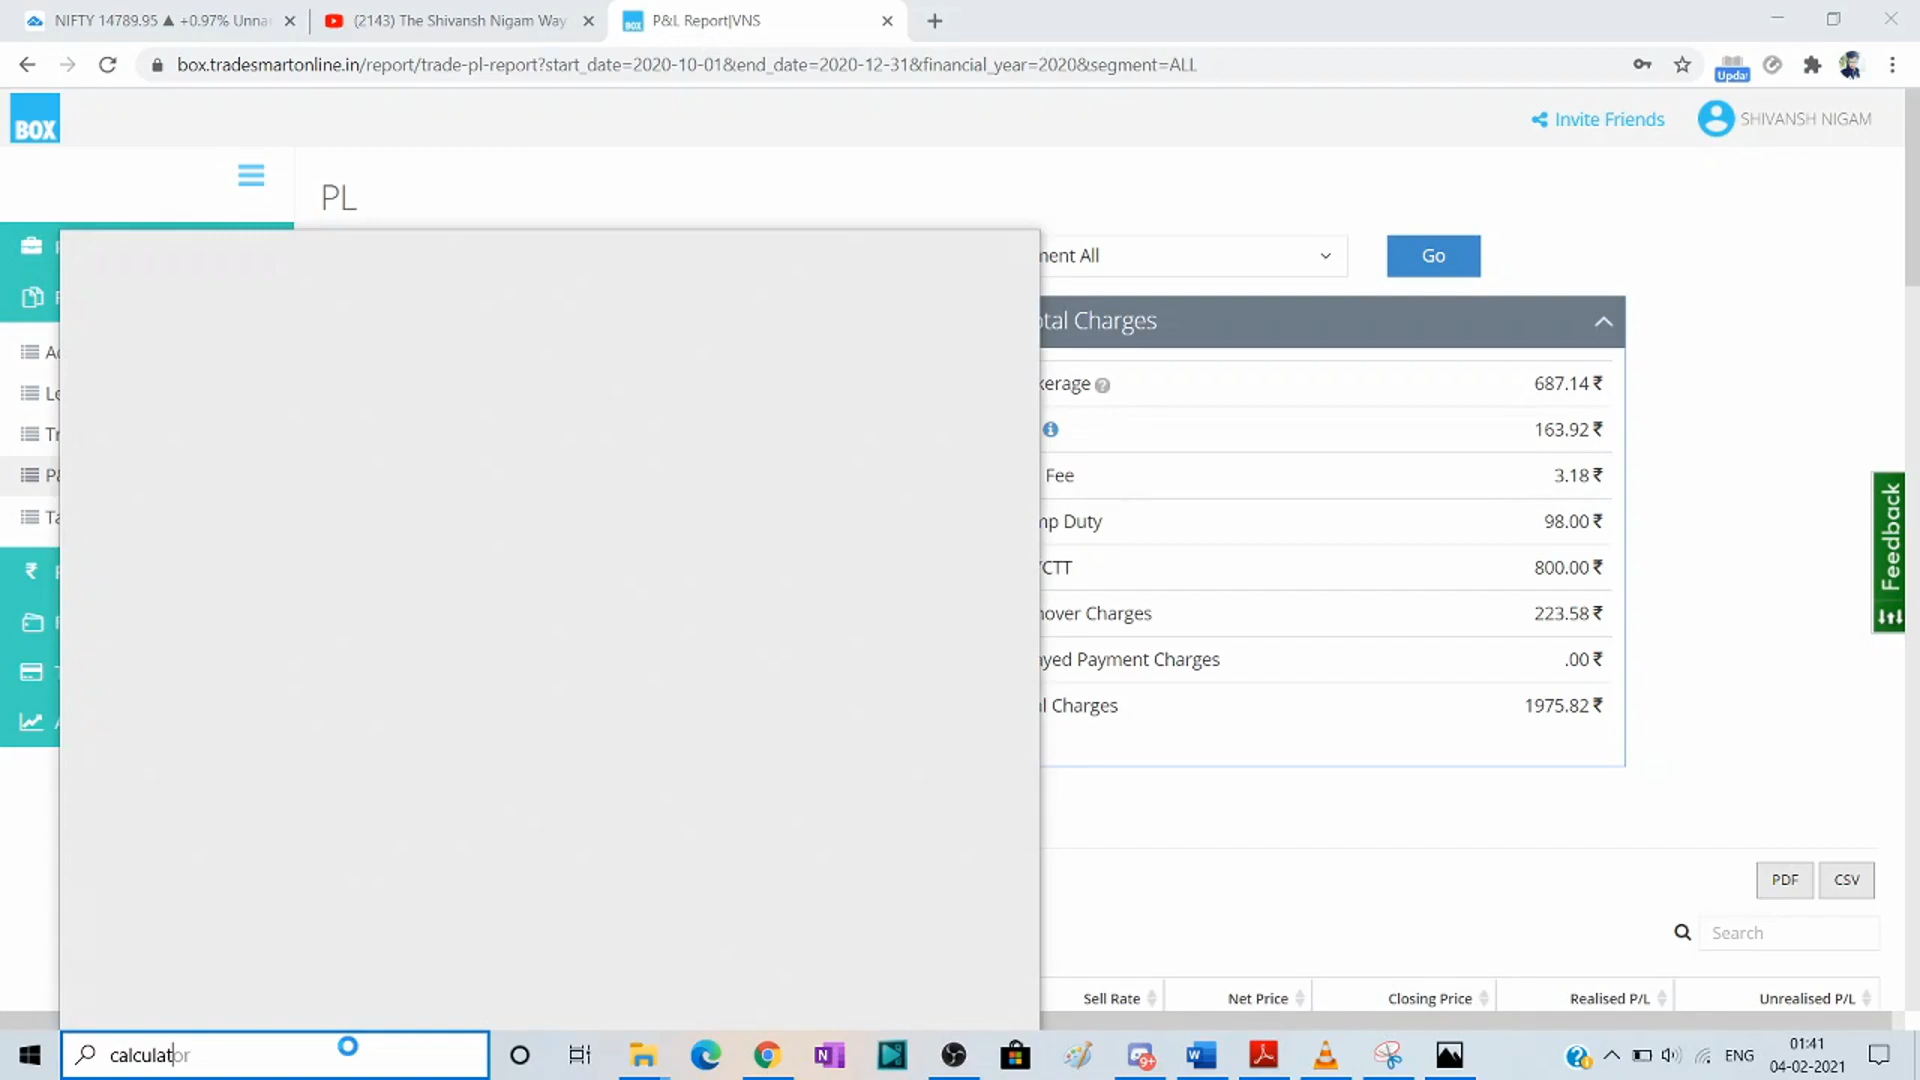 NIFTY 14789.95 ▲ +0.97% Unna
(2143) The Shivansh Nigam Way
P&L Report|VNS
box.tradesmartonline.in/report/trade-pl-report?start_date=2020-10-01&end_date=2020-12-31&financial_year=2020&segment=ALL
Updat
BOX
Invite Friends
SHIVANSH NIGAM
PL
ment All
Go
otal Charges
kerage
687.14 ₹
163.92 ₹
Fee
3.18 ₹
mp Duty
98.00 ₹
/CTT
800.00 ₹
nover Charges
223.58 ₹
ayed Payment Charges
.00 ₹
l Charges
1975.82 ₹
Feedback
PDF
CSV
Search
Sell Rate
Net Price
Closing Price
Realised P/L
Unrealised P/L
calculator
ENG
01:41
04-02-2021